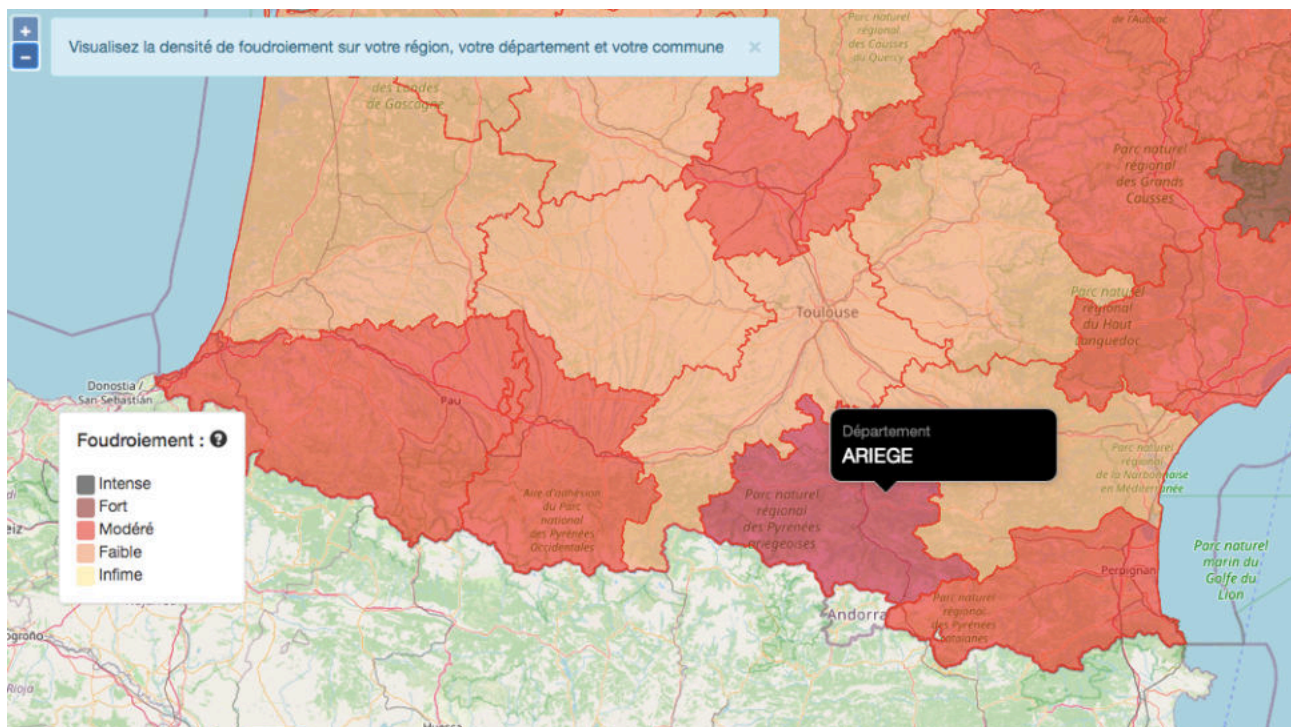 +
−
Visualisez la densité de foudroiement sur votre région, votre département et votre commune ×
Parc naturel
régional
des Causses
du Quercy
de l'Aubrac
des Landes
de Gascogne
Parc naturel
régional
des Grands
Causses
Parc naturel
régional
du Haut
Languedoc
Toulouse
Donostia /
San Sebastián
Pau
Foudroiement : ?
Intense
Fort
Modéré
Faible
Infime
Département
ARIEGE
Parc naturel
régional
de la Narbonnaise
en Méditerranée
Aire d'adhésion
du Parc
national
des Pyrénées
Occidentales
Parc naturel
régional
des Pyrénées
ariégeoises
Parc naturel
marin du
Golfe du
Lion
Perpignan
Andorra
Parc naturel
régional
des Pyrénées
catalanes
ogroño
Rioja